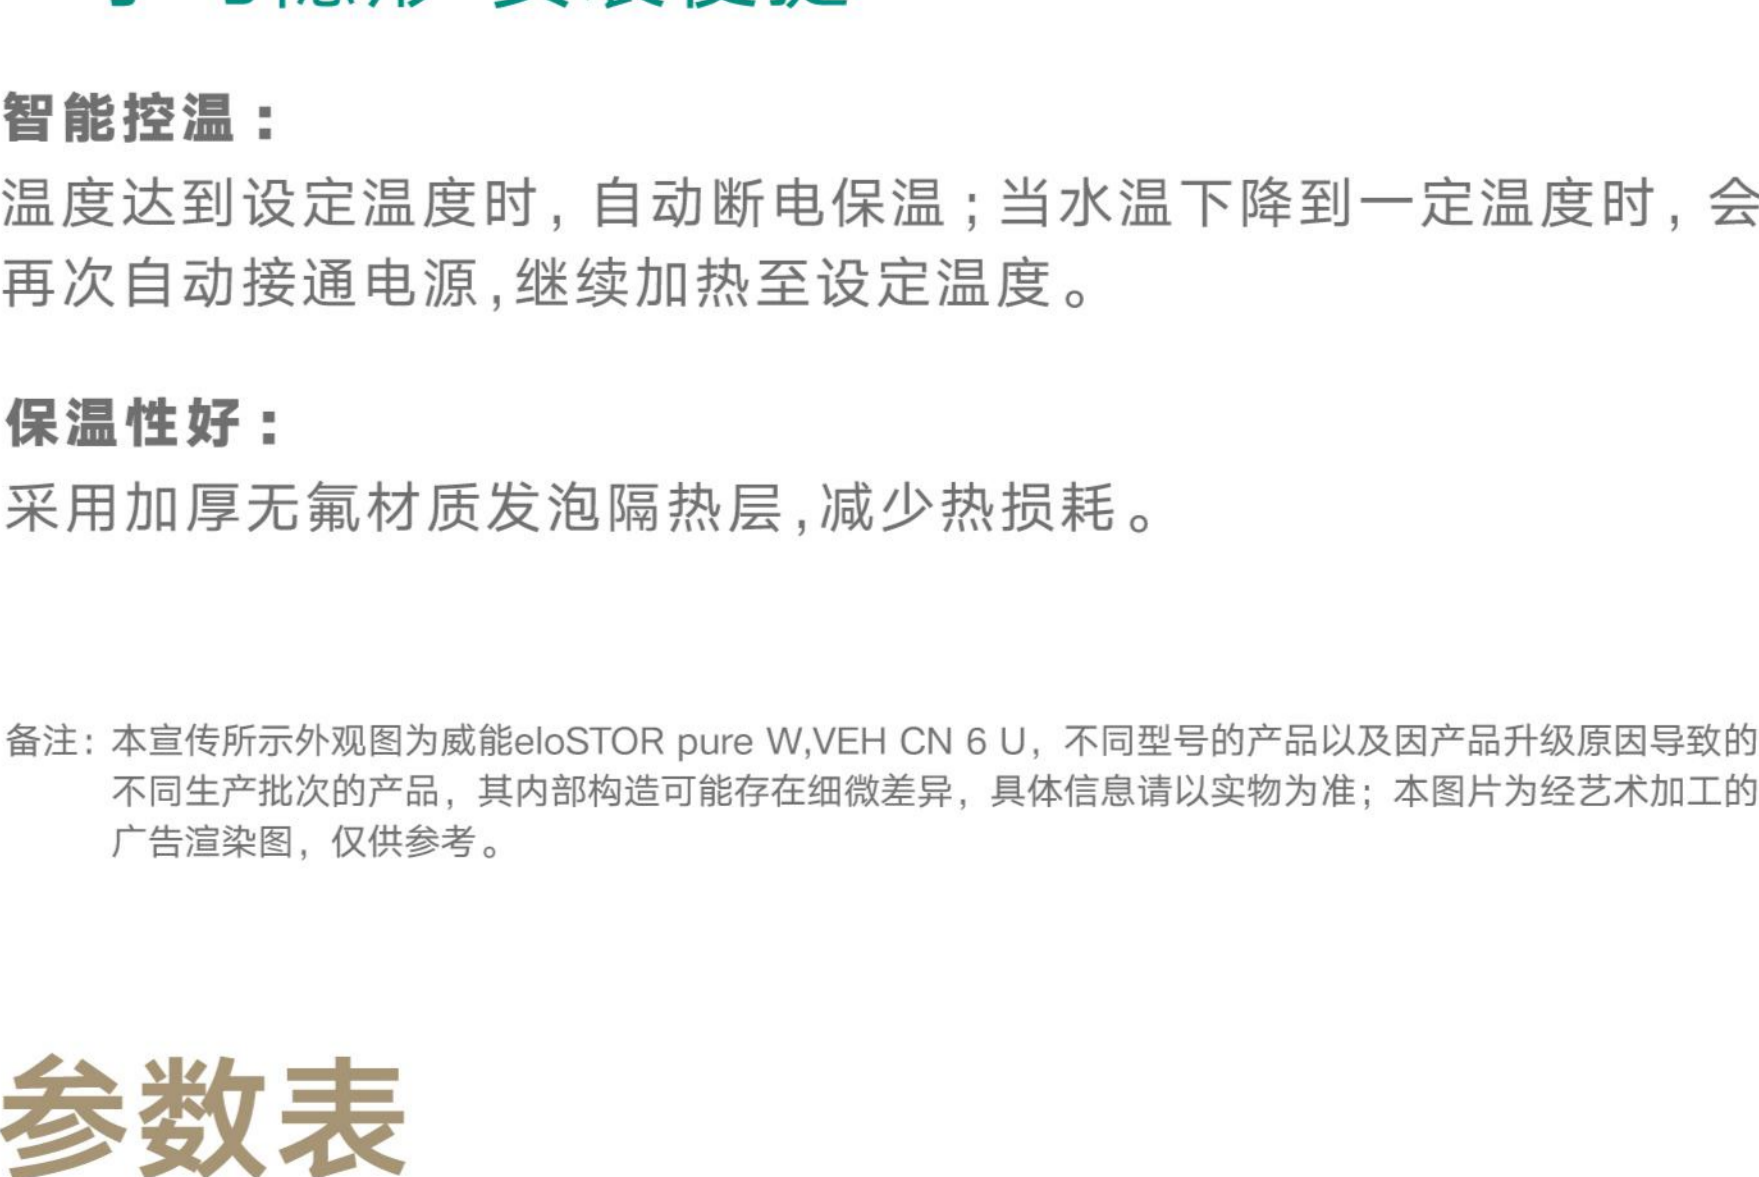 隐形 安装便捷
智能控温：
温度达到设定温度时，自动断电保温；当水温下降到一定温度时，会
再次自动接通电源,继续加热至设定温度。
保温性好：
采用加厚无氟材质发泡隔热层,减少热损耗。
备注：本宣传所示外观图为威能eloSTOR pure W,VEH CN 6 U，不同型号的产品以及因产品升级原因导致的
不同生产批次的产品，其内部构造可能存在细微差异，具体信息请以实物为准；本图片为经艺术加工的
广告渲染图，仅供参考。
参数表